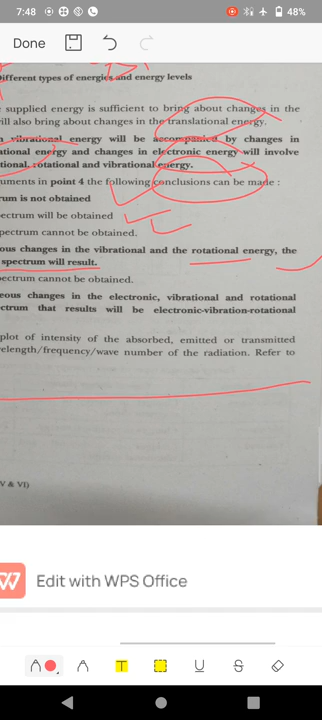 7:48
48%
Done
Different types of energies and energy levels
supplied energy is sufficient to bring about changes in the
ill also bring about changes in the translational energy.
vibrational energy will be accompanied by changes in
ational energy and changes in electronic energy will involve
tional, rotational and vibrational energy.
uments in point 4 the following conclusions can be made :
rum is not obtained
ectrum will be obtained
pectrum cannot be obtained.
ous changes in the vibrational and the rotational energy, the
spectrum will result.
pectrum cannot be obtained.
eous changes in the electronic, vibrational and rotational
ctrum that results will be electronic-vibration-rotational
plot of intensity of the absorbed, emitted or transmitted
elength/frequency/wave number of the radiation. Refer to
V & VI)
Edit with WPS Office